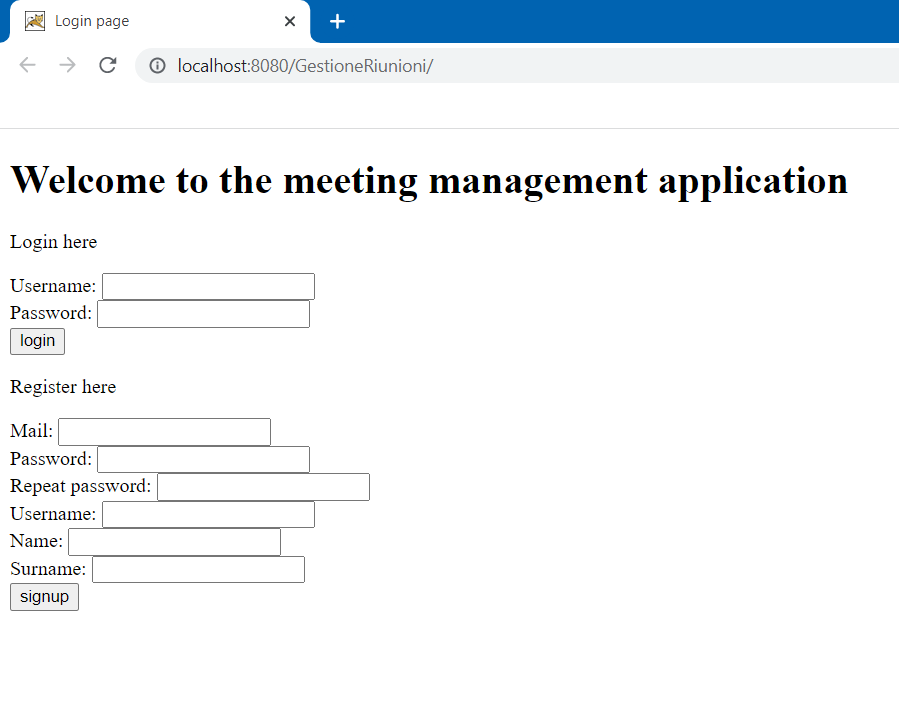 Login page
localhost:8080/GestioneRiunioni/
Welcome to the meeting management application
Login here
Username:
Password:
login
Register here
Mail:
Password:
Repeat password:
Username:
Name:
Surname:
signup